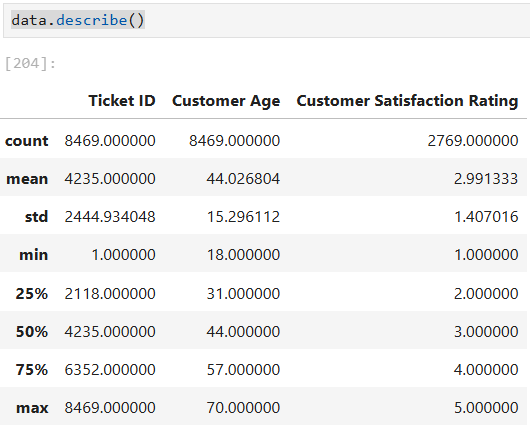 data.describe()
[204]:
Ticket ID Customer Age Customer Satisfaction Rating
count 8469.000000 8469.000000 2769.000000
mean 4235.000000 44.026804 2.991333
std 2444.934048 15.296112 1.407016
min 1.000000 18.000000 1.000000
25% 2118.000000 31.000000 2.000000
50% 4235.000000 44.000000 3.000000
75% 6352.000000 57.000000 4.000000
max 8469.000000 70.000000 5.000000